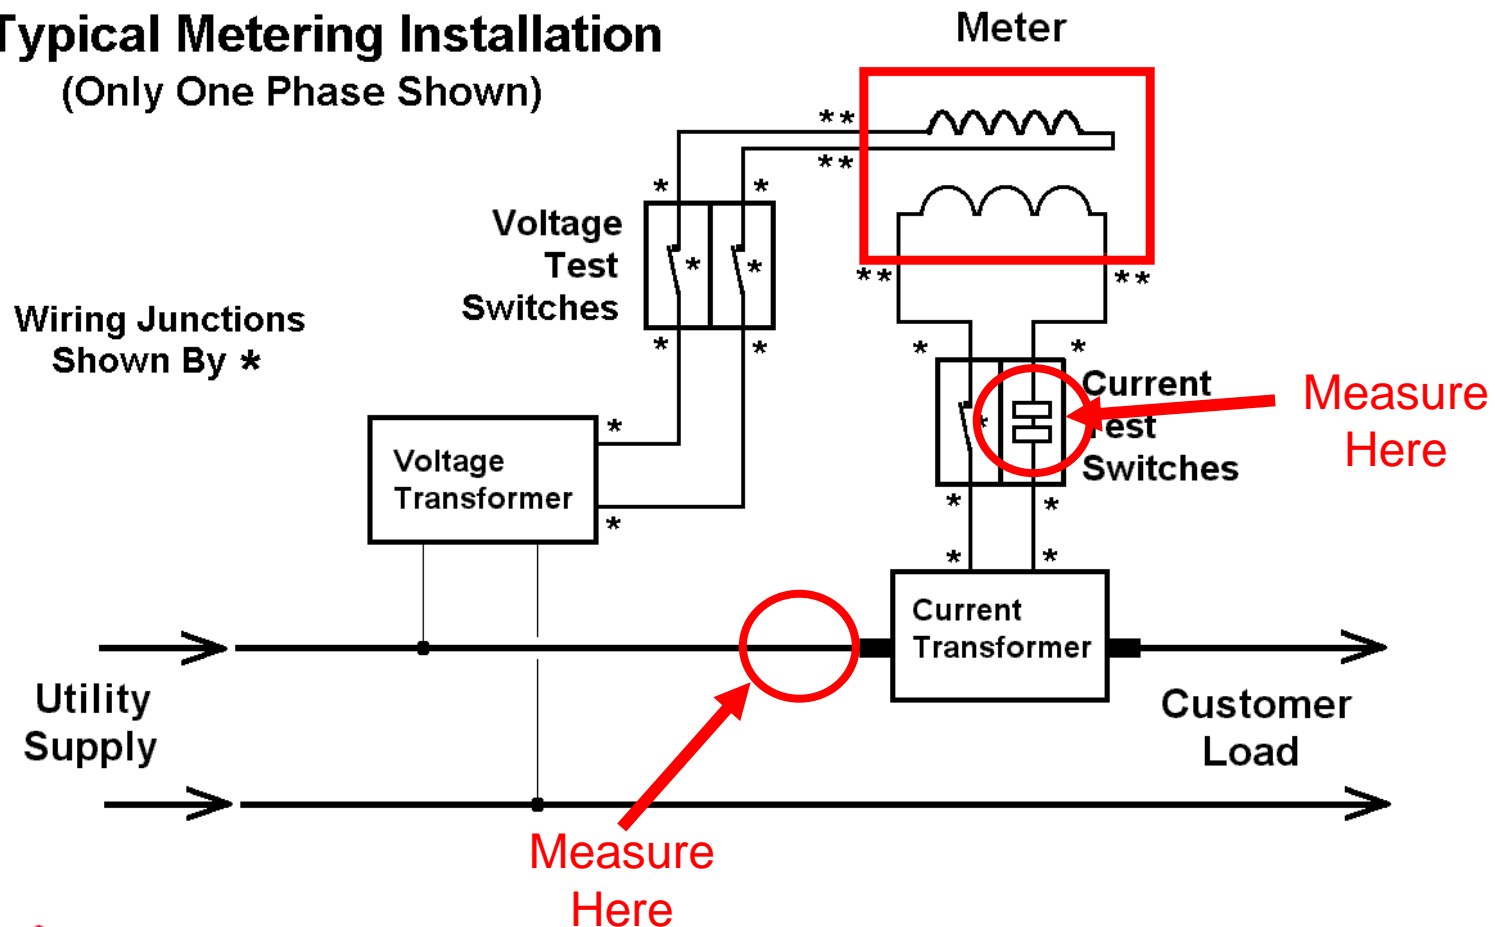 Typical Metering Installation
(Only One Phase Shown)
Meter
**
**
* *
Voltage
Test
Switches
* *
** **
Wiring Junctions
Shown By *
* *
* *
Current
Test
Switches
*
Measure
Here
*
Voltage
Transformer
*
* *
* *
Current
Transformer
Utility
Supply
Customer
Load
Measure
Here